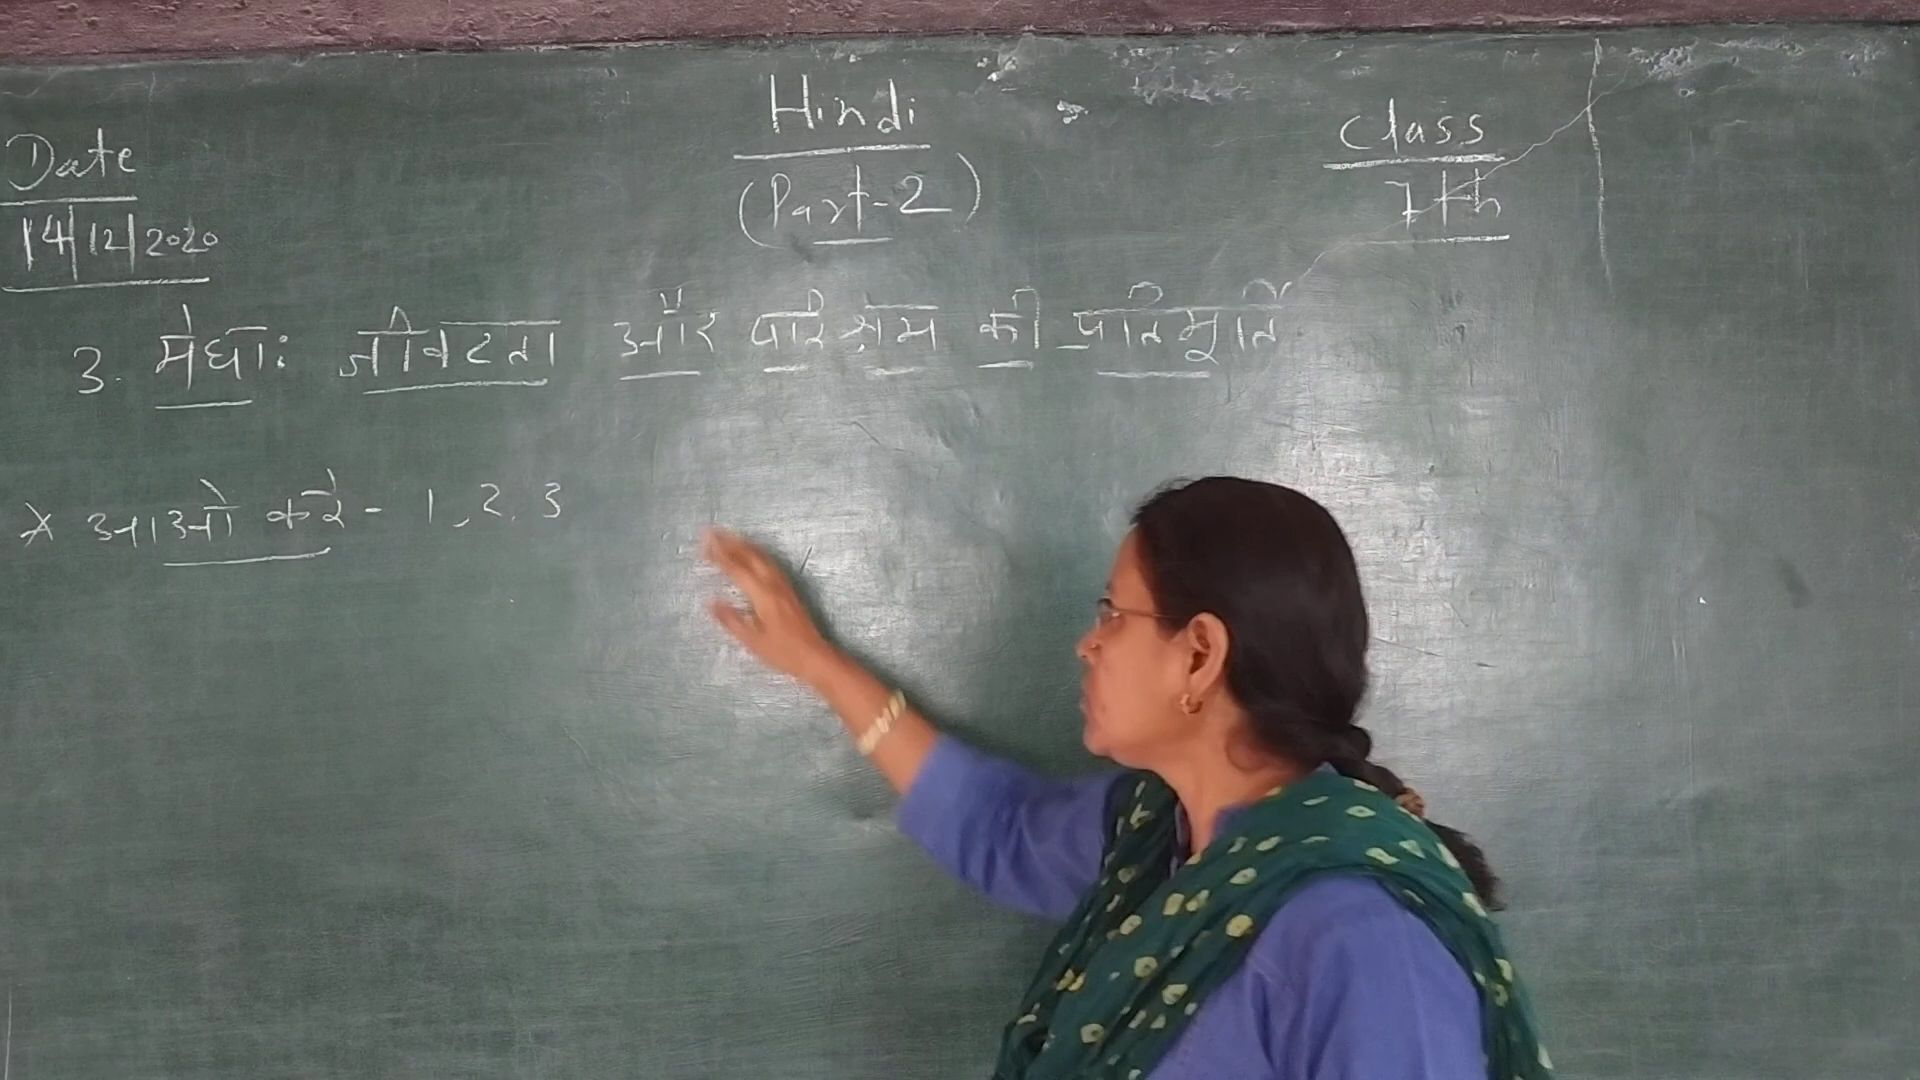 Hindi
(Part-2)
Class
7th
Date
14/12/2020
3. मेधा: जीवटता और परिश्रम की प्रतिमूर्ति
* आओ करे - 1, 2, 3